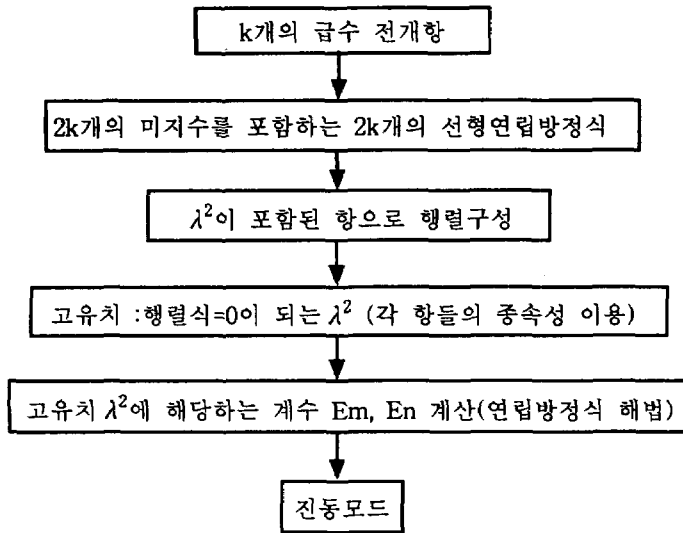 k개의 급수 전개항
2k개의 미지수를 포함하는 2k개의 선형연립방정식
λ²이 포함된 항으로 행렬구성
고유치 :행렬식=0이 되는 λ² (각 항들의 종속성 이용)
고유치 λ²에 해당하는 계수 Em, En 계산(연립방정식 해법)
진동모드